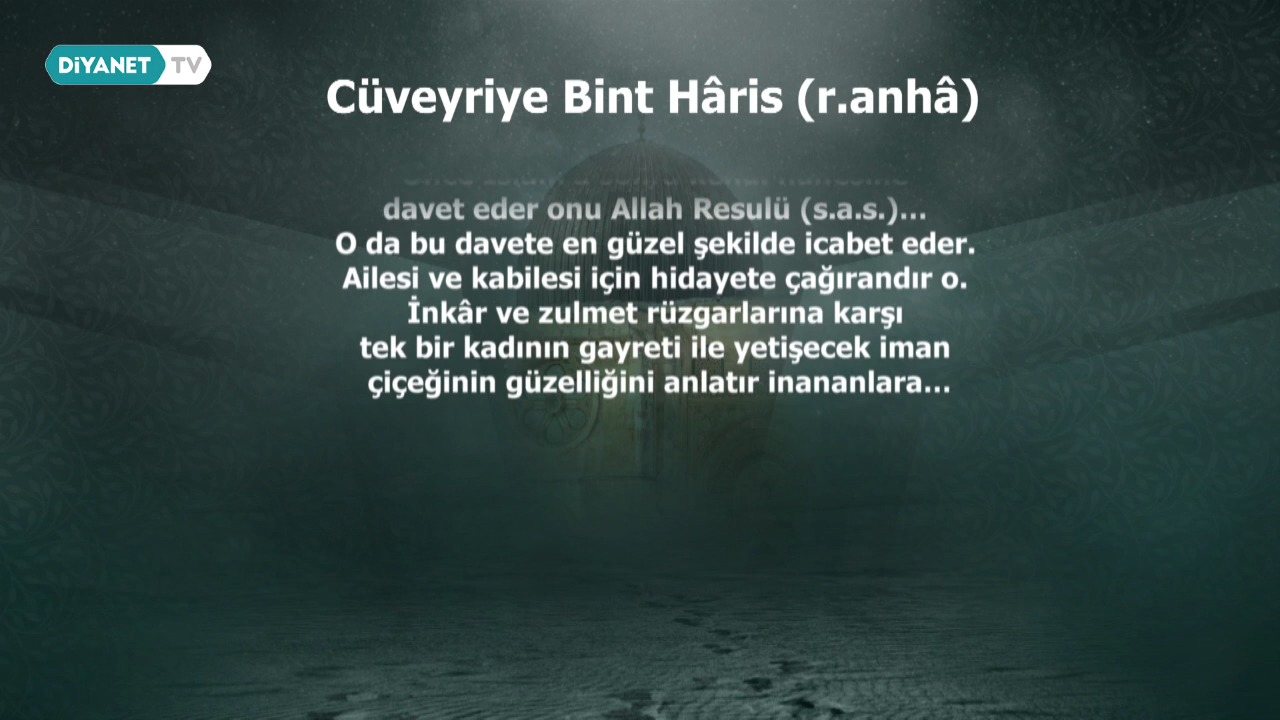 DİYANET TV
Cüveyriye Bint Hâris (r.anhâ)
davet eder onu Allah Resulü (s.a.s.)...
O da bu davete en güzel şekilde icabet eder.
Ailesi ve kabilesi için hidayete çağırandır o.
İnkâr ve zulmet rüzgarlarına karşı
tek bir kadının gayreti ile yetişecek iman
çiçeğinin güzelliğini anlatır inananlara...